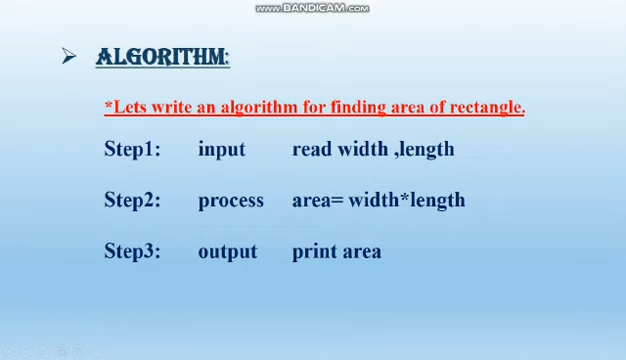 WWW.BANDICAM.COM
ALGORITHM:
*Lets write an algorithm for finding area of rectangle.
Step1: input read width ,length
Step2: process area= width*length
Step3: output print area